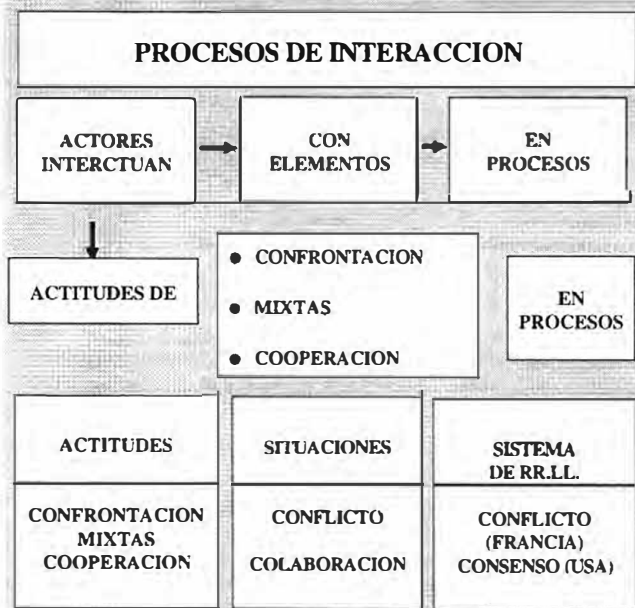 PROCESOS DE INTERACCION
ACTORES
INTERCTUAN
CON
ELEMENTOS
EN
PROCESOS
ACTITUDES DE
• CONFRONTACION
• MIXTAS
• COOPERACION
EN
PROCESOS
ACTITUDES
SITUACIONES
SISTEMA
DE RR.LL.
CONFRONTACION
MIXTAS
COOPERACION
CONFLICTO
COLABORACION
CONFLICTO
(FRANCIA)
CONSENSO (USA)